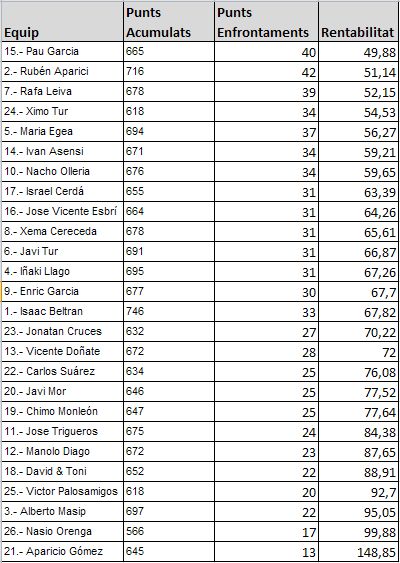 Equip Punts Acumulats Punts Enfrontaments Rentabilitat
15.- Pau Garcia 665 40 49,88
2.- Rubén Aparici 716 42 51,14
7.- Rafa Leiva 678 39 52,15
24.- Ximo Tur 618 34 54,53
5.- Maria Egea 694 37 56,27
14.- Ivan Asensi 671 34 59,21
10.- Nacho Olleria 676 34 59,65
17.- Israel Cerdá 655 31 63,39
16.- Jose Vicente Esbrí 664 31 64,26
8.- Xema Cereceda 678 31 65,61
6.- Javi Tur 691 31 66,87
4.- Iñaki Llago 695 31 67,26
9.- Enric Garcia 677 30 67,7
1.- Isaac Beltran 746 33 67,82
23.- Jonatan Cruces 632 27 70,22
13.- Vicente Doñate 672 28 72
22.- Carlos Suárez 634 25 76,08
20.- Javi Mor 646 25 77,52
19.- Chimo Monleón 647 25 77,64
11.- Jose Trigueros 675 24 84,38
12.- Manolo Diago 672 23 87,65
18.- David & Toni 652 22 88,91
25.- Victor Palosamigos 618 20 92,7
3.- Alberto Masip 697 22 95,05
26.- Nasio Orenga 566 17 99,88
21.- Aparicio Gómez 645 13 148,85